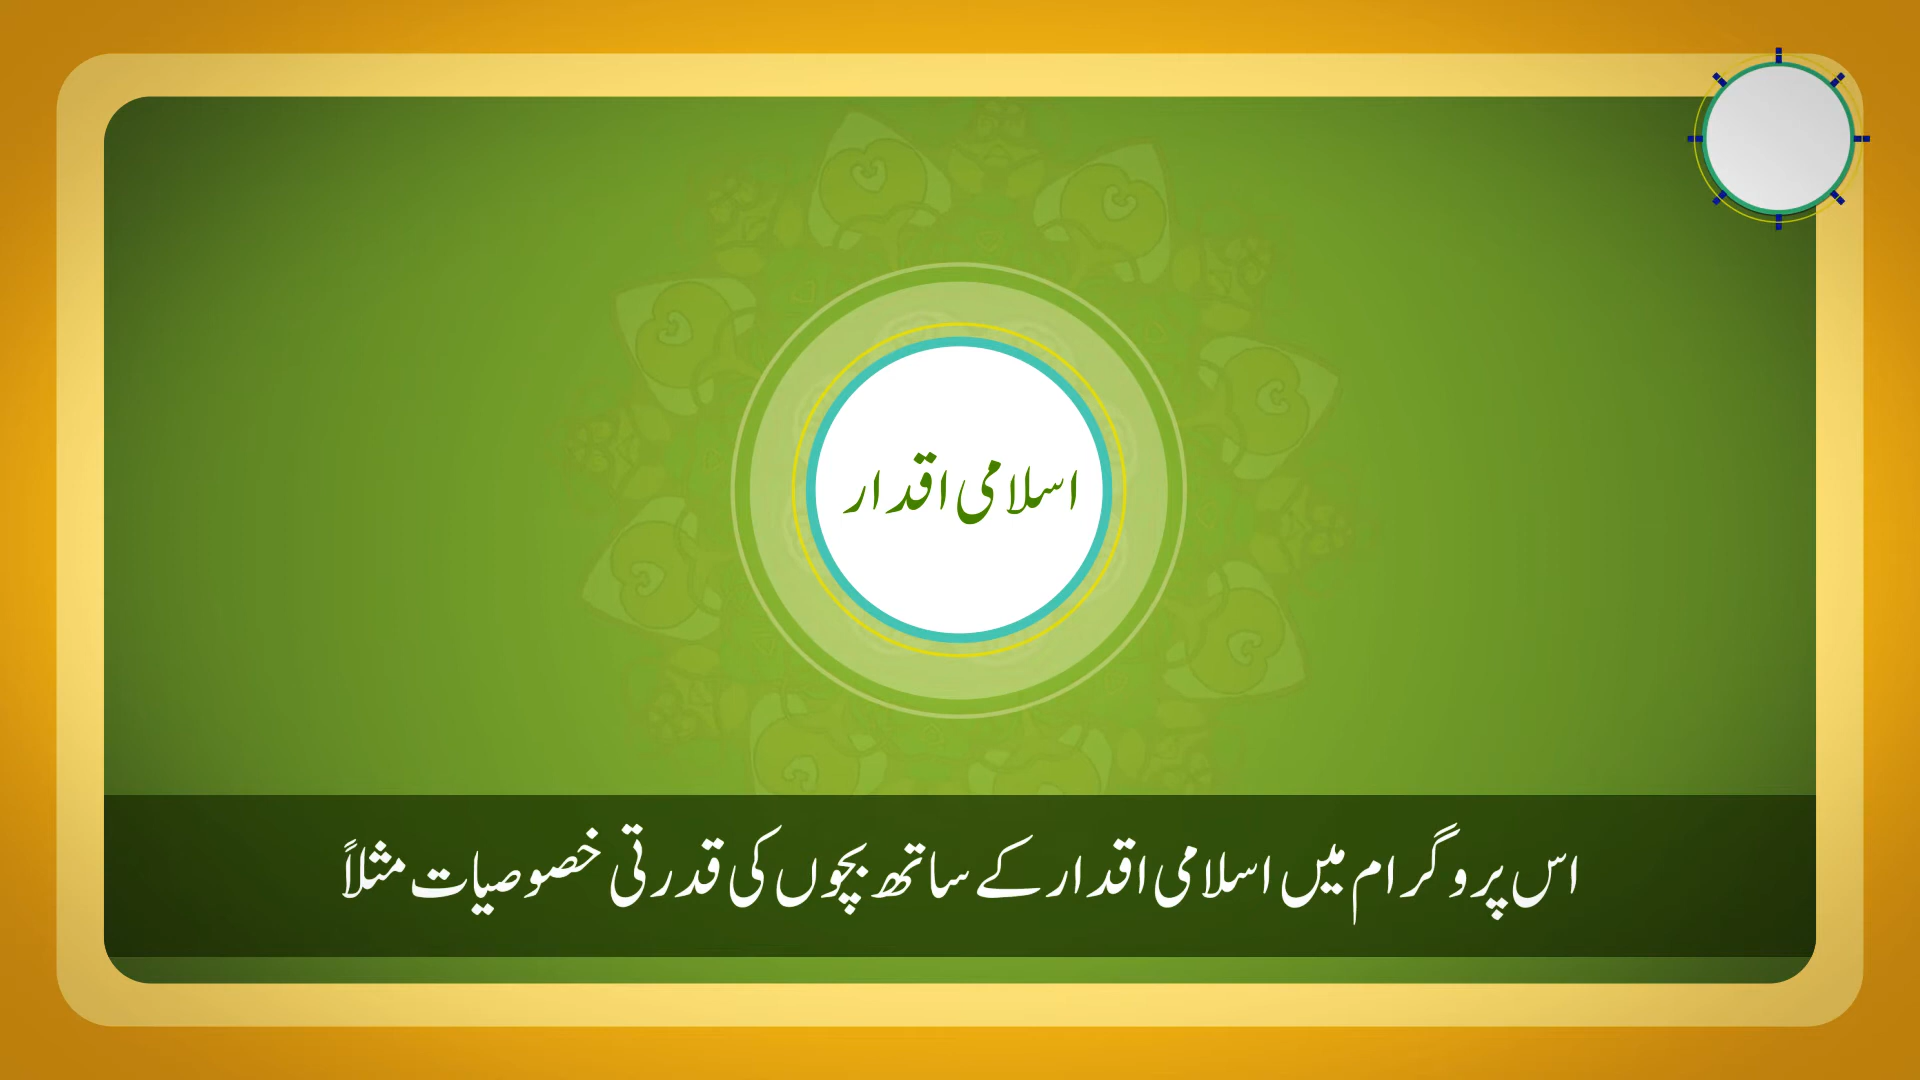 اسلامی اقدار
اس پروگرام میں اسلامی اقدار کے ساتھ بچوں کی قدرتی خصوصیات مثلاً